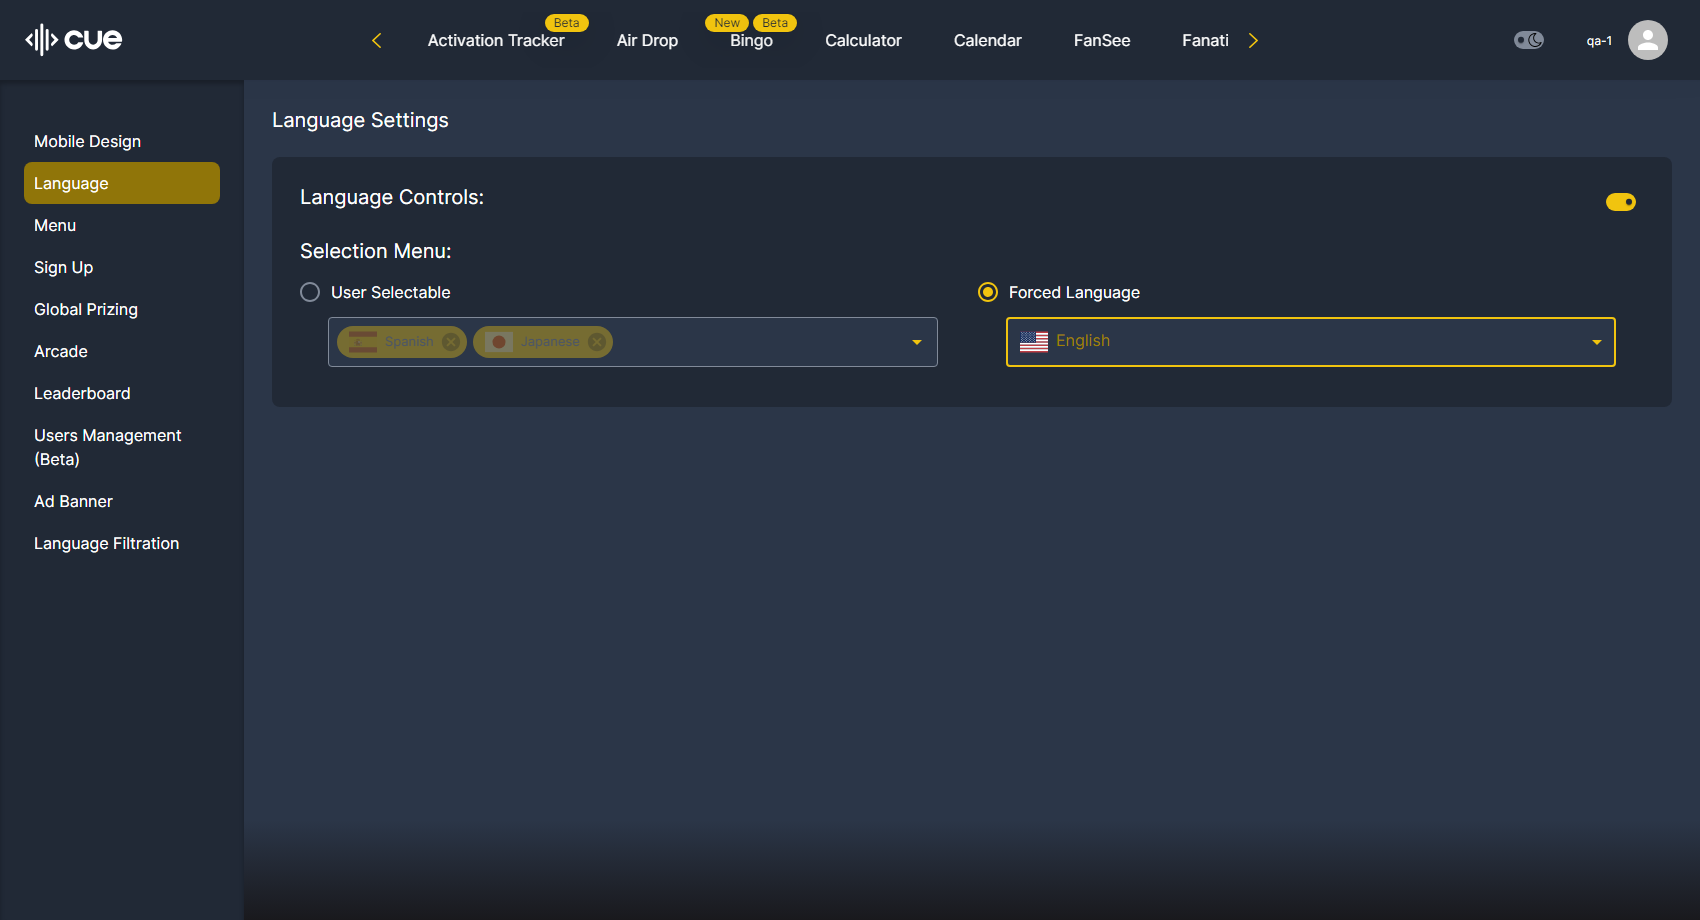 cue
Activation Tracker
Beta
Air Drop
New
Beta
Bingo
Calculator
Calendar
FanSee
Fanati
qa-1
Mobile Design
Language
Menu
Sign Up
Global Prizing
Arcade
Leaderboard
Users Management
(Beta)
Ad Banner
Language Filtration
Language Settings
Language Controls:
Selection Menu:
User Selectable
Spanish
Japanese
Forced Language
English